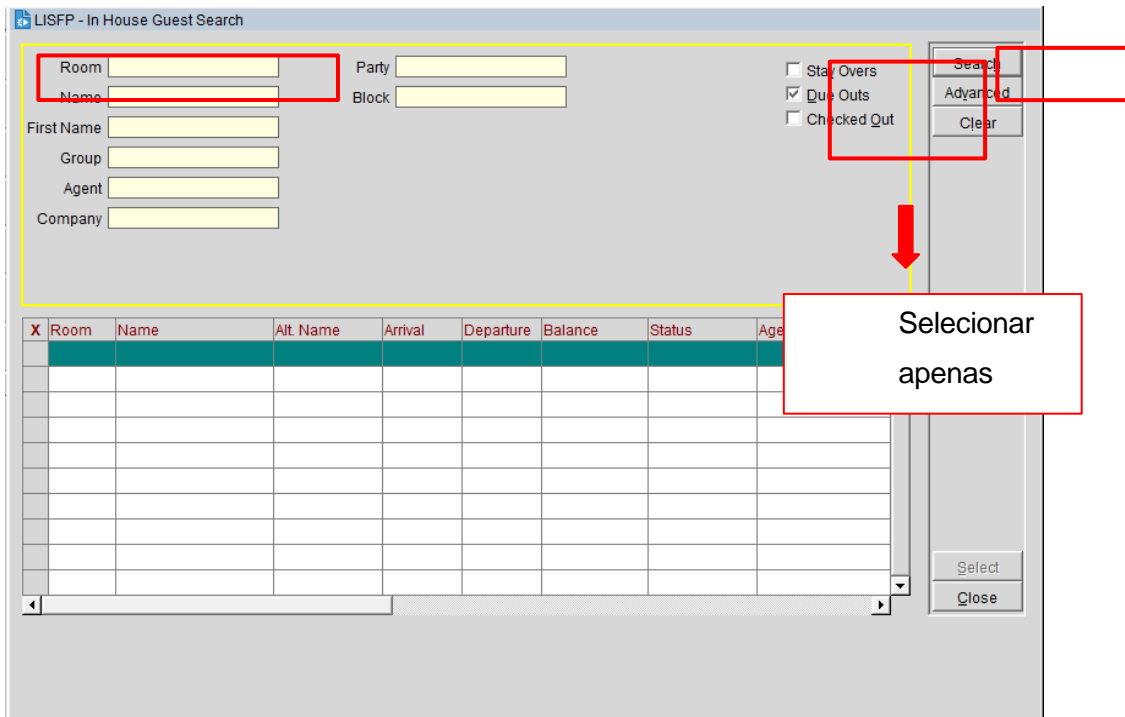 LISFP - In House Guest Search
Room
Party
Stay Overs
Search
Name
Block
Due Outs
Advanced
First Name
Checked Out
Clear
Group
Agent
Company
Selecionar
apenas
X Room Name Alt. Name Arrival Departure Balance Status Age
Select
Close